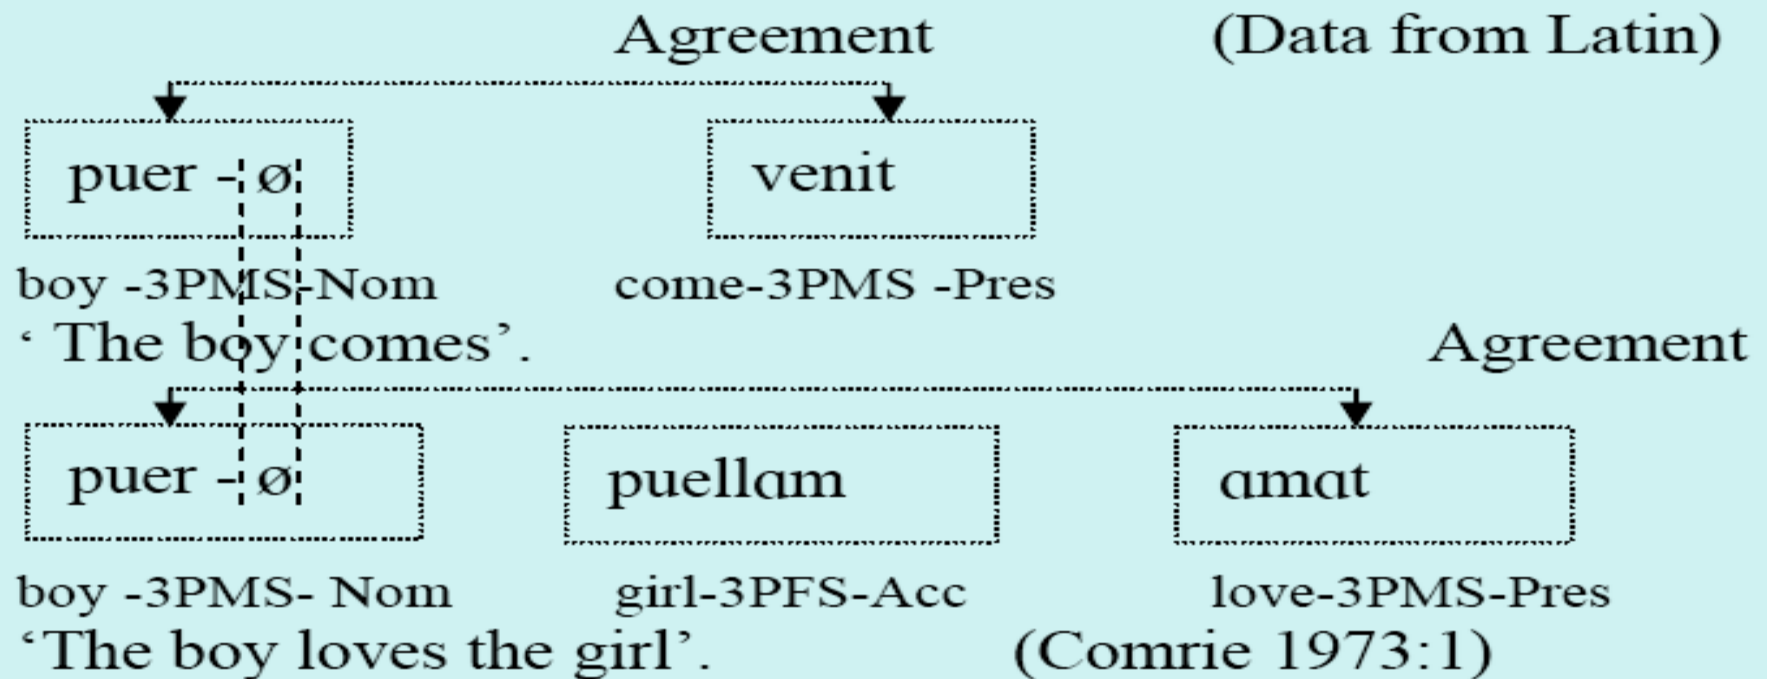 Agreement (Data from Latin)
puer - ø venit
boy -3PMS-Nom come-3PMS -Pres
‘ The boy comes’.
Agreement
puer - ø puellam amat
boy -3PMS- Nom girl-3PFS-Acc love-3PMS-Pres
‘The boy loves the girl’. (Comrie 1973:1)